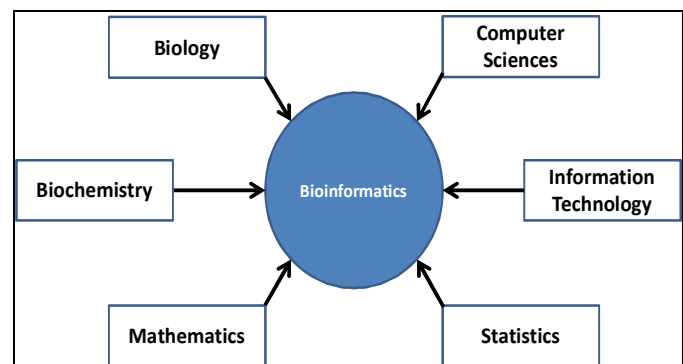 Biology
Computer
Sciences
Biochemistry
Bioinformatics
Information
Technology
Mathematics
Statistics